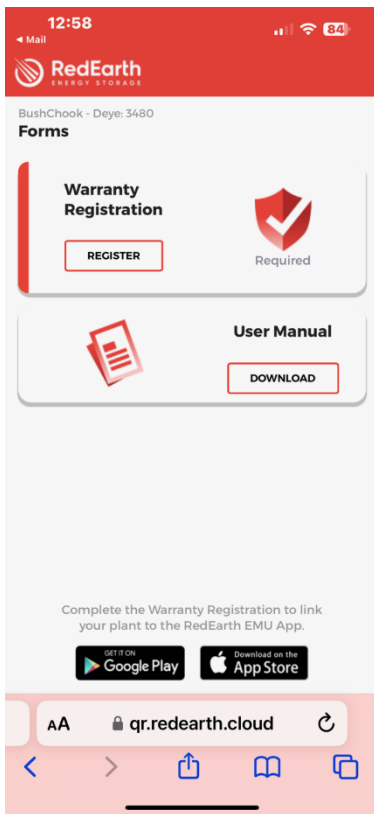 12:58
84
◄ Mail
RedEarth
ENERGY STORAGE
BushChook - Deye: 3480
Forms
Warranty
Registration
REGISTER
Required
User Manual
DOWNLOAD
Complete the Warranty Registration to link
your plant to the RedEarth EMU App.
GET IT ON
Google Play
Download on the
App Store
AA
qr.redearth.cloud